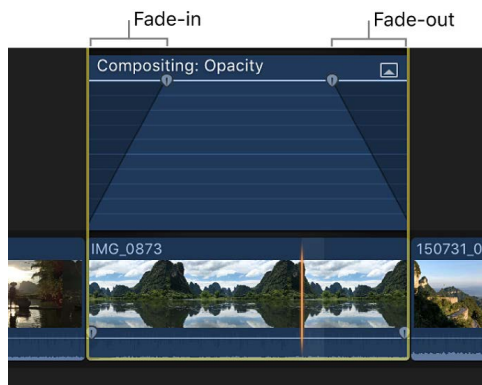 Fade-in
Fade-out
Compositing: Opacity
IMG_0873
150731_0